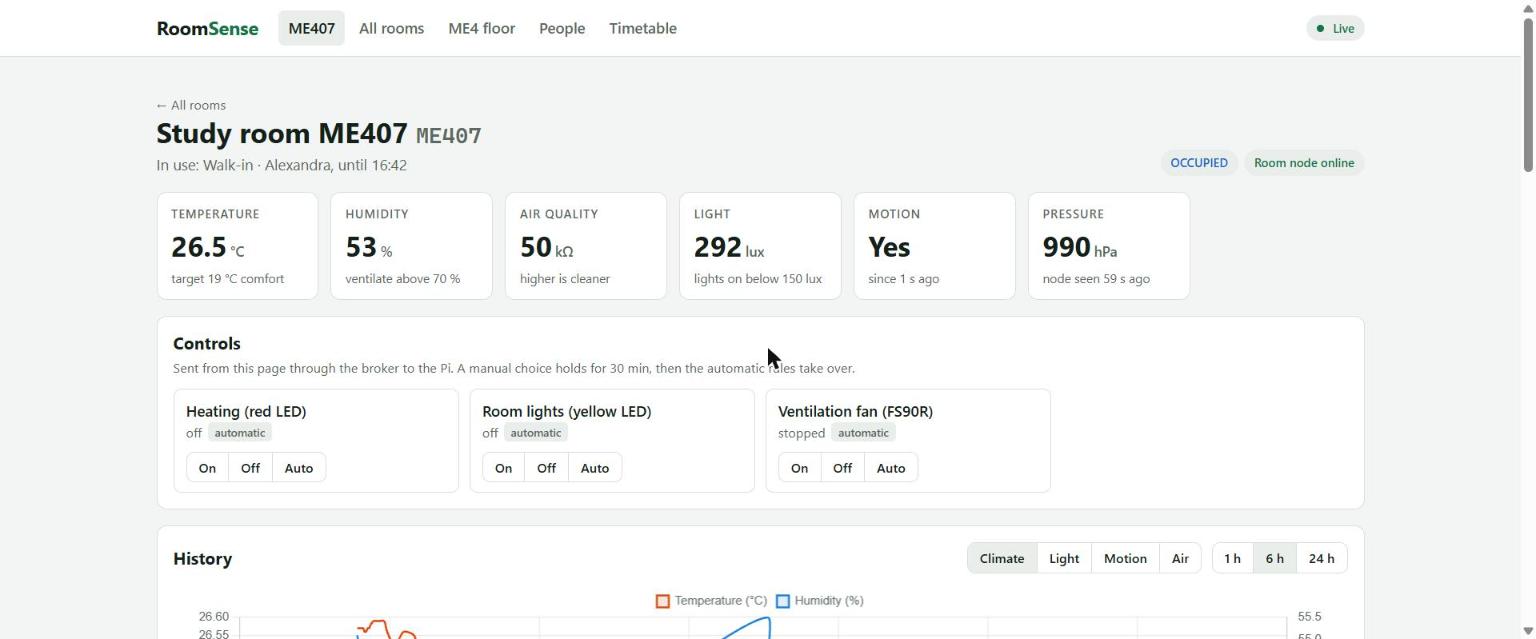 RoomSense ME407 All rooms ME4 floor People Timetable Live
← All rooms
Study room ME407 ME407
In use: Walk-in · Alexandra, until 16:42
OCCUPIED Room node online
TEMPERATURE HUMIDITY AIR QUALITY LIGHT MOTION PRESSURE
26.5 °C 53 % 50 kΩ 292 lux Yes 990 hPa
target 19 °C comfort ventilate above 70 % higher is cleaner lights on below 150 lux since 1 s ago node seen 59 s ago
Controls
Sent from this page through the broker to the Pi. A manual choice holds for 30 min, then the automatic rules take over.
Heating (red LED) Room lights (yellow LED) Ventilation fan (FS90R)
off automatic off automatic stopped automatic
On Off Auto On Off Auto On Off Auto
History Climate Light Motion Air 1 h 6 h 24 h
Temperature (°C) Humidity (%)
26.60 55.5
26.55 55.0